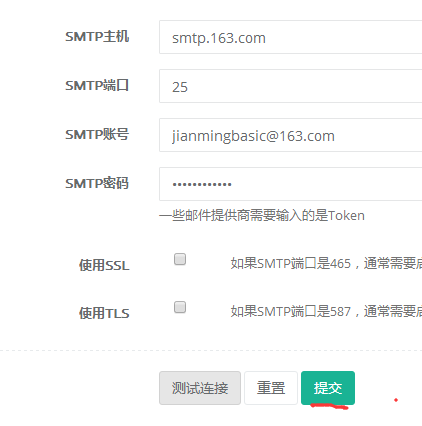 SMTP主机 smtp.163.com
SMTP端口 25
SMTP账号 jianmingbasic@163.com
SMTP密码 ••••••••••••
一些邮件提供商需要输入的是Token
使用SSL 如果SMTP端口是465，通常需要启
使用TLS 如果SMTP端口是587，通常需要启
测试连接 重置 提交